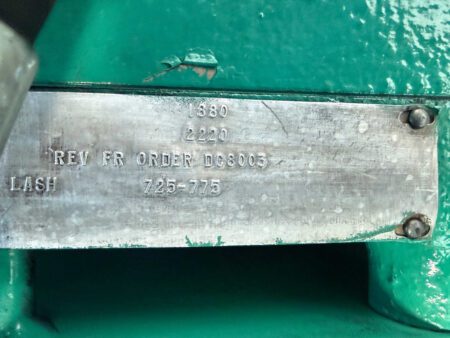 1380
2220
REV FR ORDER DC8003
LASH 725-775